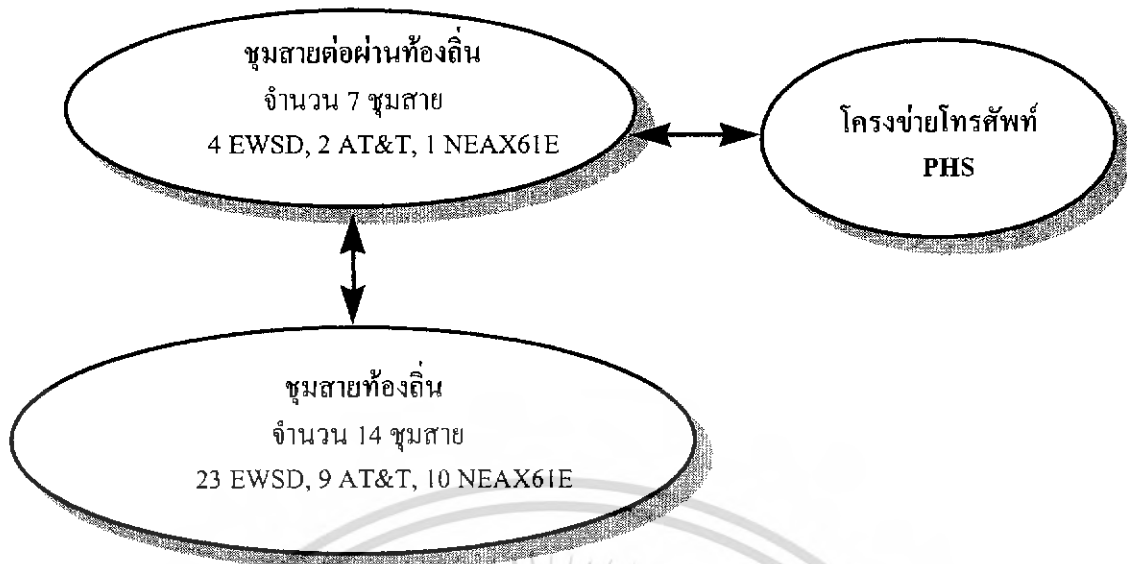 ชุมสายต่อผ่านท้องถิ่น
จำนวน 7 ชุมสาย
4 EWSD, 2 AT&T, 1 NEAX61E
โครงข่ายโทรศัพท์
PHS
ชุมสายท้องถิ่น
จำนวน 14 ชุมสาย
23 EWSD, 9 AT&T, 10 NEAX61E